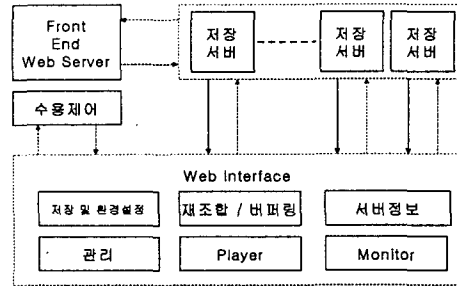 Front
End
Web Server
저장
서버
저장
서버
저장
서버
수용제어
Web Interface
저장 및 환경설정
재조합 / 버퍼링
서버정보
관리
Player
Monitor